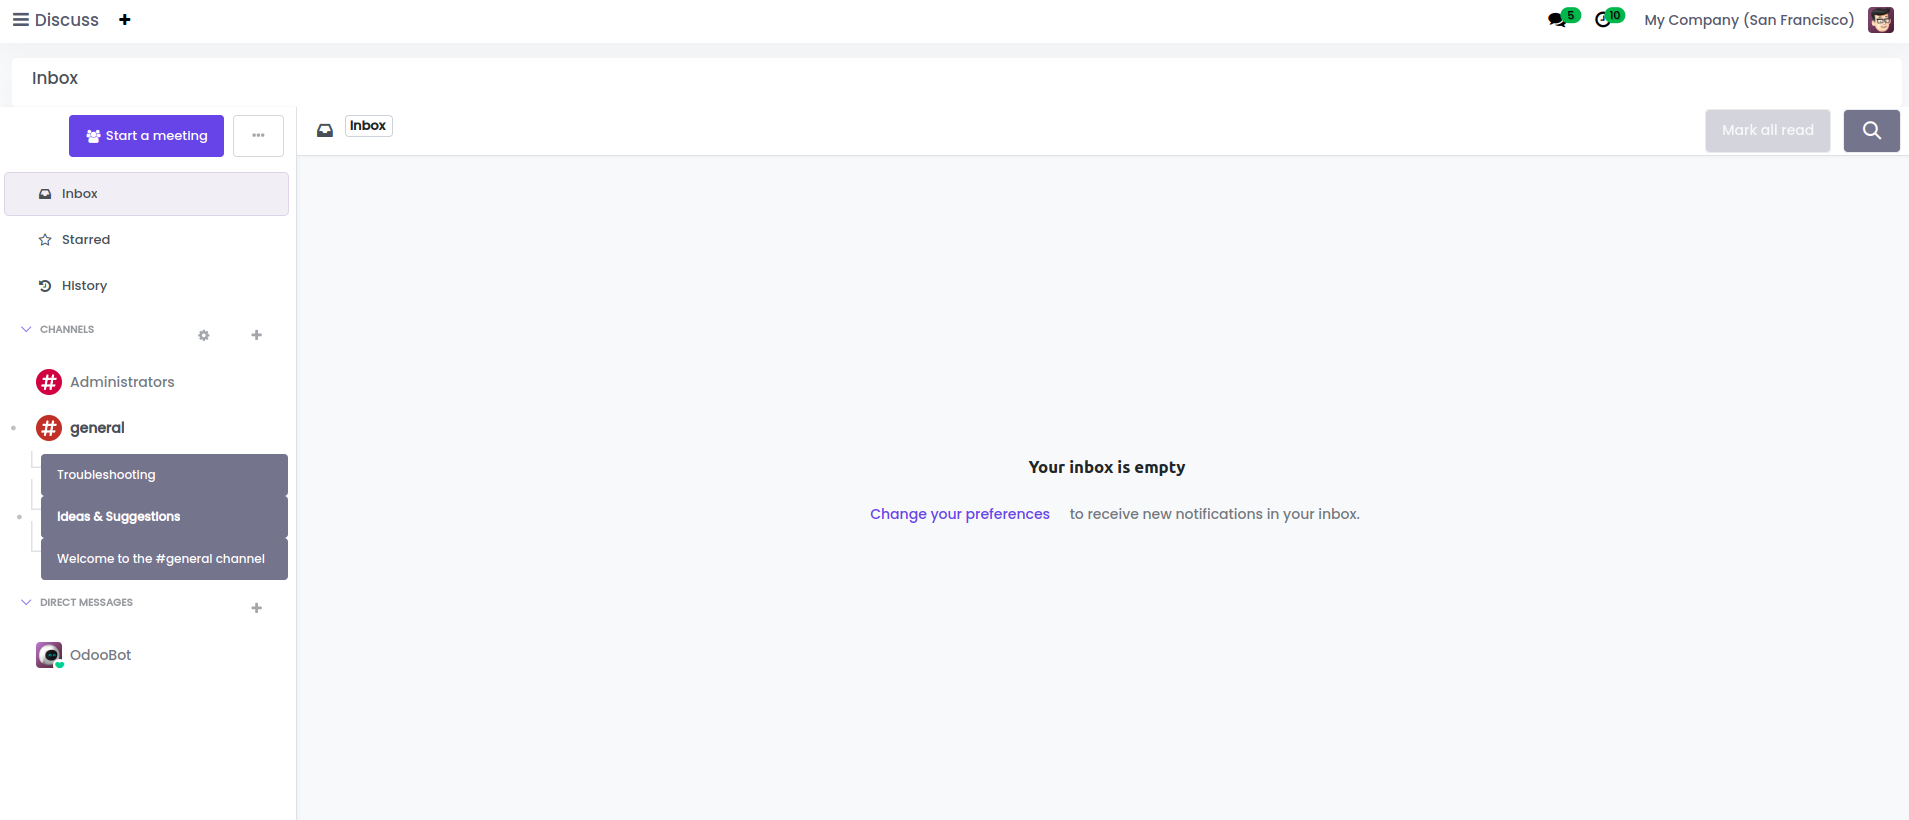 Discuss
5
10
My Company (San Francisco)
Inbox
Start a meeting
Inbox
Mark all read
Inbox
Starred
History
CHANNELS
Administrators
general
Troubleshooting
Ideas & Suggestions
Welcome to the #general channel
DIRECT MESSAGES
OdooBot
Your inbox is empty
Change your preferences to receive new notifications in your inbox.